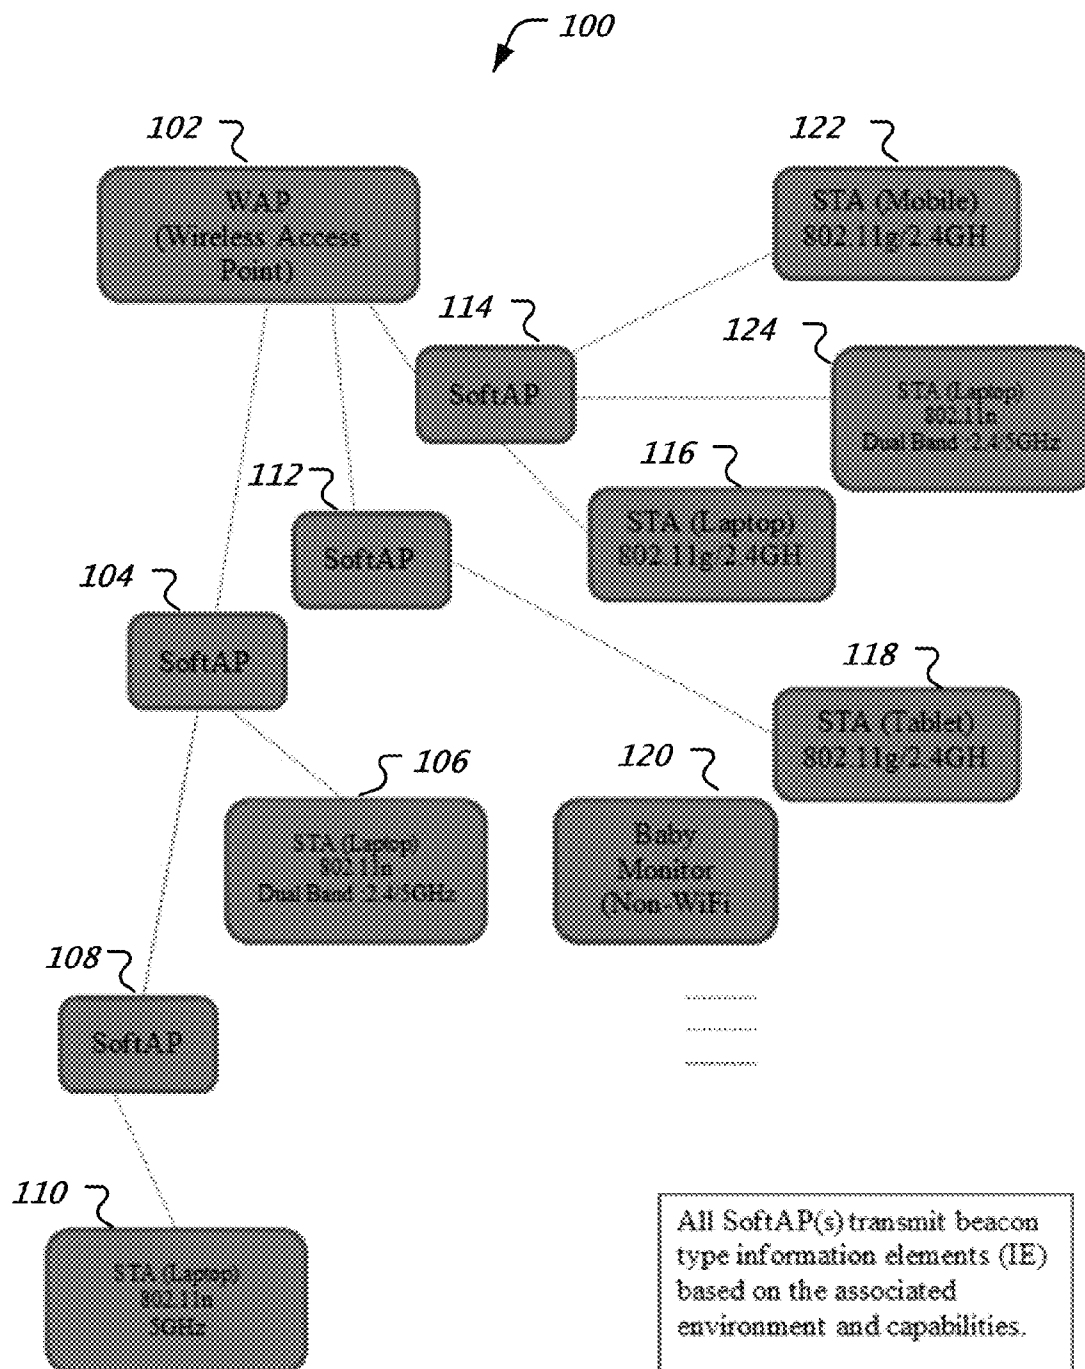 100
102
WAP
(Wireless Access
Point)
122
STA (Mobile)
802.11g/2.4GH
114
SoftAP
124
STA (Laptop)
802.11n
Dual Band : 2.4/5GHz
116
STA (Laptop)
802.11g/2.4GH
112
SoftAP
104
SoftAP
118
STA (Tablet)
802.11g/2.4GH
106
STA (Laptop)
802.11n
Dual Band : 2.4/5GHz
120
Baby
Monitor
(Non-WiFi
108
SoftAP
110
STA (Laptop)
802.11n
5GHz
All SoftAP(s) transmit beacon
type information elements (IE)
based on the associated
environment and capabilities.